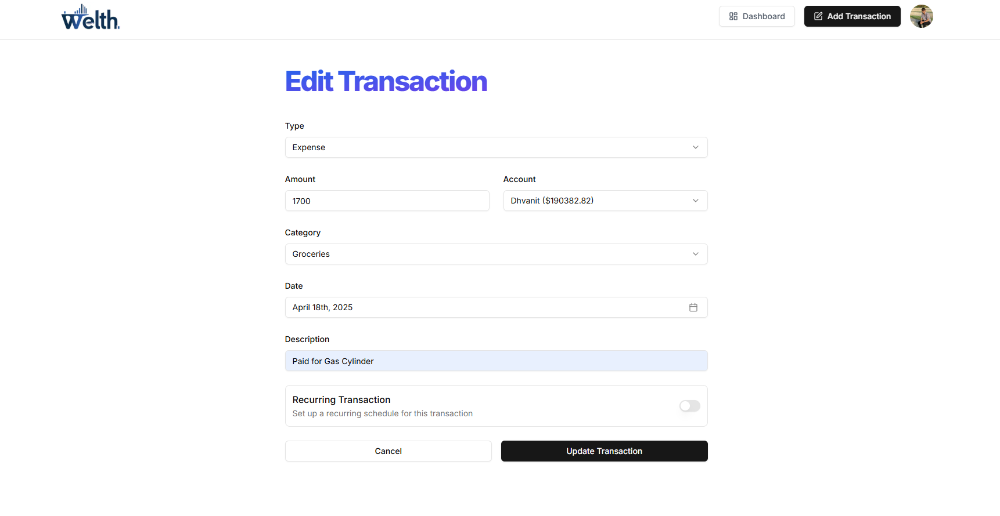 Welth.
Dashboard
Add Transaction
Edit Transaction
Type
Expense
Amount
Account
1700
Dhvanit ($190382.82)
Category
Groceries
Date
April 18th, 2025
Description
Paid for Gas Cylinder
Recurring Transaction
Set up a recurring schedule for this transaction
Cancel
Update Transaction